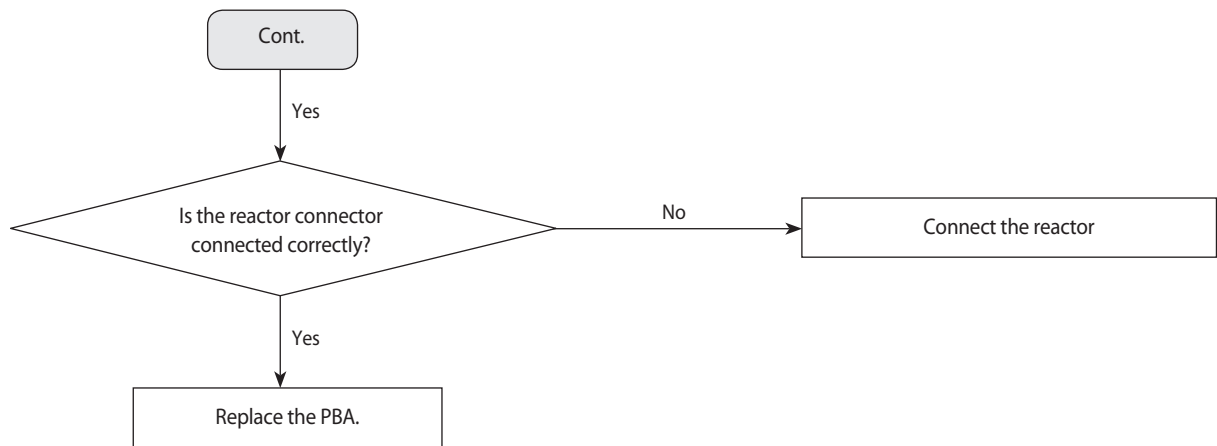 Cont.
Yes
Is the reactor connector
connected correctly?
No
Connect the reactor
Yes
Replace the PBA.